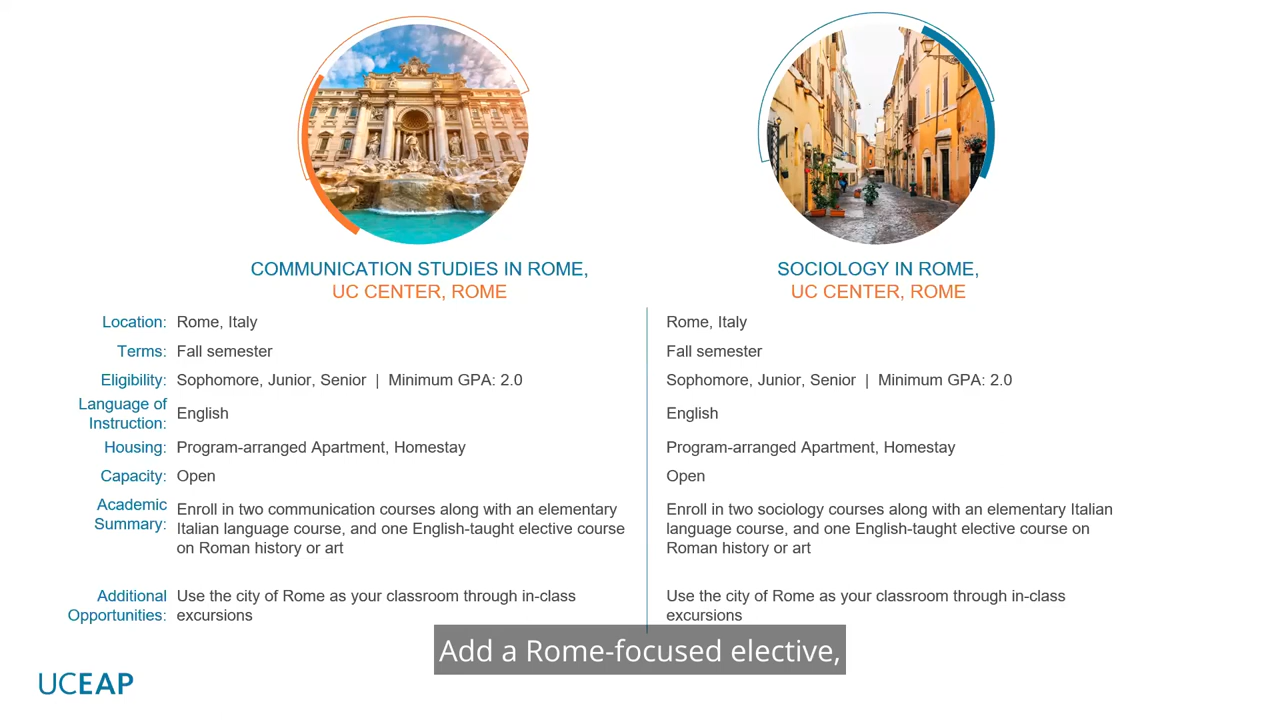 COMMUNICATION STUDIES IN ROME,
UC CENTER, ROME
SOCIOLOGY IN ROME,
UC CENTER, ROME
Location: Rome, Italy
Rome, Italy
Terms: Fall semester
Fall semester
Eligibility: Sophomore, Junior, Senior | Minimum GPA: 2.0
Sophomore, Junior, Senior | Minimum GPA: 2.0
Language of
Instruction:
English
English
Housing: Program-arranged Apartment, Homestay
Program-arranged Apartment, Homestay
Capacity: Open
Open
Academic
Summary:
Enroll in two communication courses along with an elementary
Italian language course, and one English-taught elective course
on Roman history or art
Enroll in two sociology courses along with an elementary Italian
language course, and one English-taught elective course on
Roman history or art
Additional
Opportunities:
Use the city of Rome as your classroom through in-class
excursions
Use the city of Rome as your classroom through in-class
excursions
Add a Rome-focused elective,
UCEAP